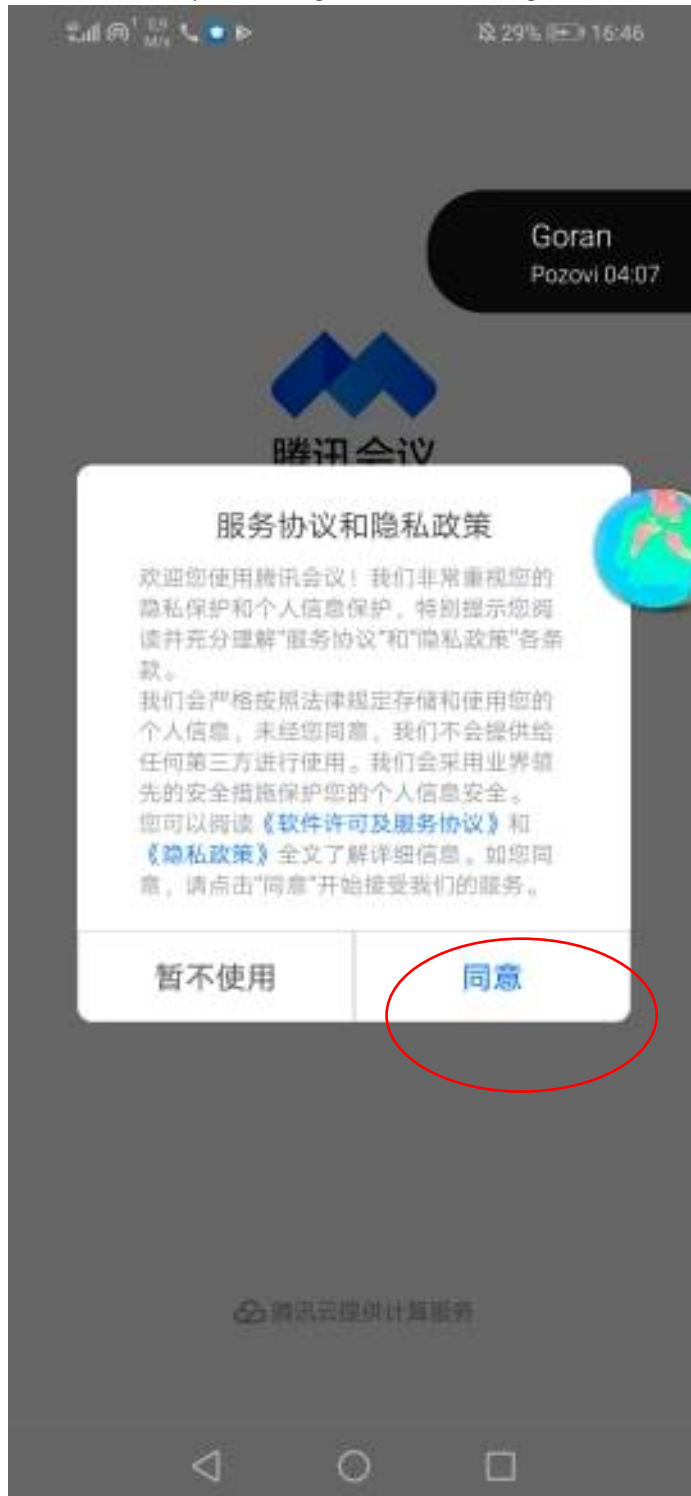 29% 16:46
Goran
Pozovi 04:07
腾讯会议
服务协议和隐私政策
欢迎您使用腾讯会议！我们非常重视您的
隐私保护和个人信息保护，特别提示您阅
读并充分理解“服务协议”和“隐私政策”各条
款。
我们会严格按照法律规定存储和使用您的
个人信息，未经您同意，我们不会提供给
任何第三方进行使用。我们会采用业界领
先的安全措施保护您的个人信息安全。
您可以阅读《软件许可及服务协议》和
《隐私政策》全文了解详细信息。如您同
意，请点击“同意”开始接受我们的服务。
暂不使用 同意
腾讯云提供计算服务